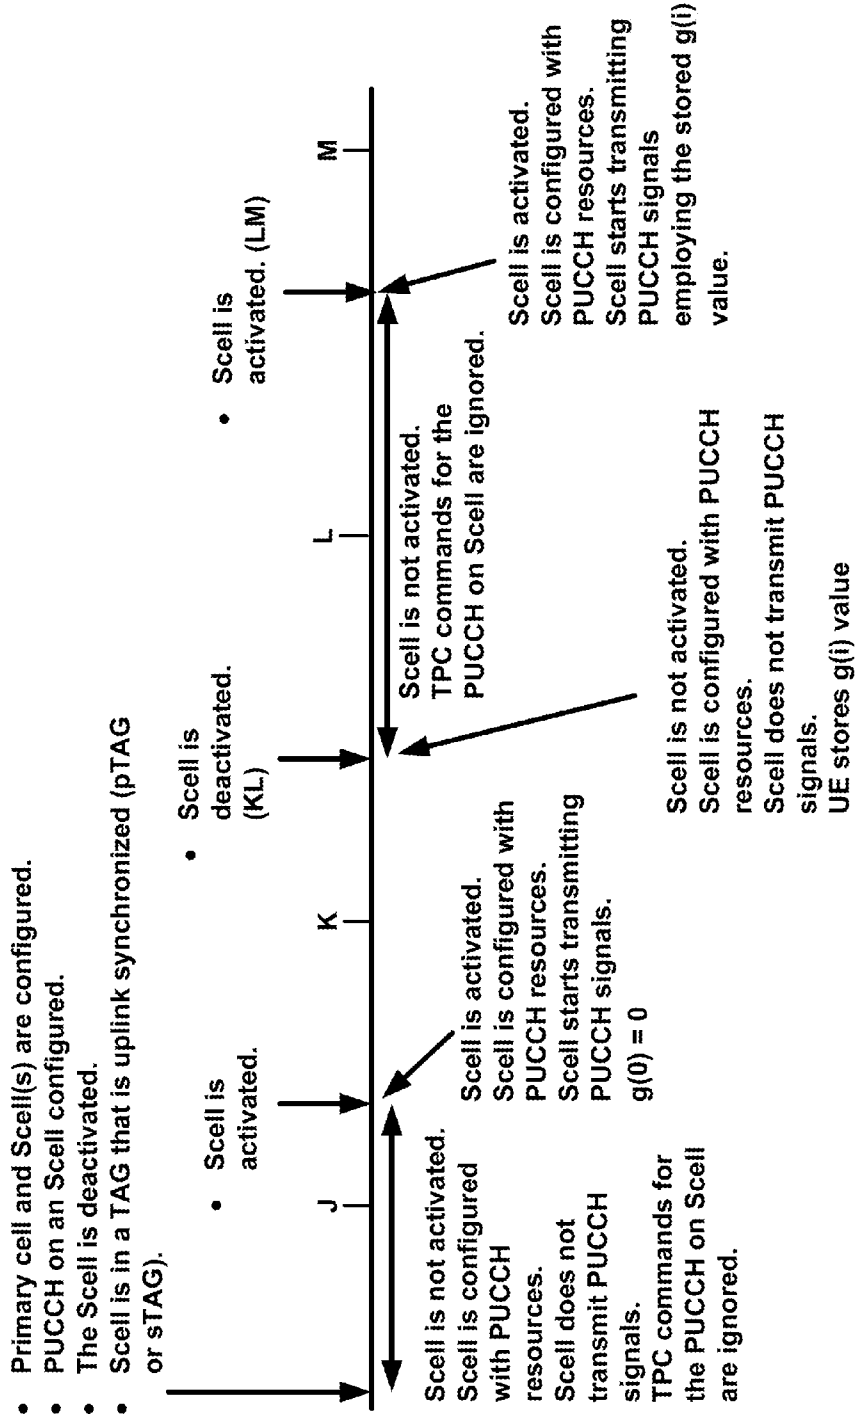 • Primary cell and Scell(s) are configured.
• PUCCH on an Scell configured.
• The Scell is deactivated.
• Scell is in a TAG that is uplink synchronized (pTAG
or sTAG).
• Scell is
activated.
• Scell is
deactivated.
(KL)
• Scell is
activated. (LM)
J
K
L
M
Scell is not activated.
Scell is configured
with PUCCH
resources.
Scell does not
transmit PUCCH
signals.
TPC commands for
the PUCCH on Scell
are ignored.
Scell is activated.
Scell is configured with
PUCCH resources.
Scell starts transmitting
PUCCH signals.
g(0) = 0
Scell is not activated.
TPC commands for the
PUCCH on Scell are ignored.
Scell is not activated.
Scell is configured with PUCCH
resources.
Scell does not transmit PUCCH
signals.
UE stores g(i) value
Scell is activated.
Scell is configured with
PUCCH resources.
Scell starts transmitting
PUCCH signals
employing the stored g(i)
value.